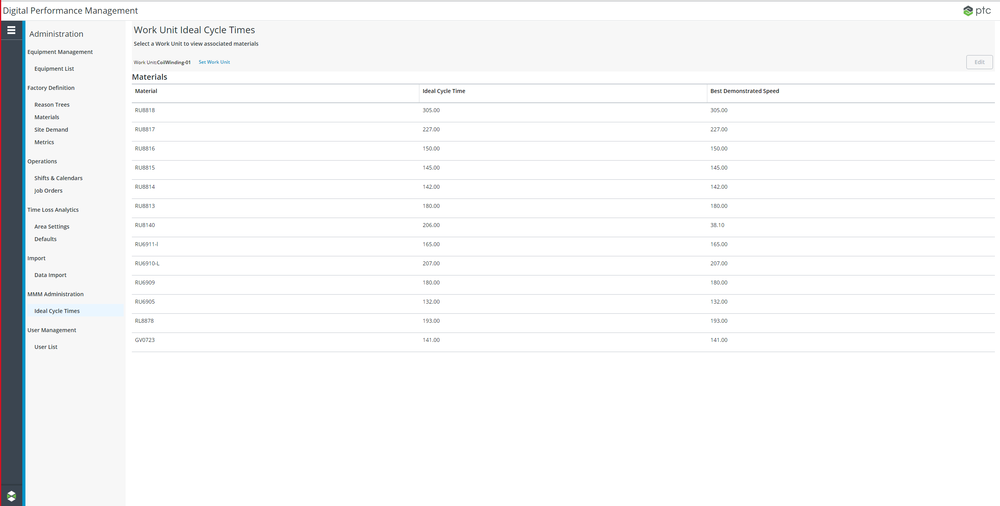 Digital Performance Management
ptc
Administration
Equipment Management
Equipment List
Factory Definition
Reason Trees
Materials
Site Demand
Metrics
Operations
Shifts & Calendars
Job Orders
Time Loss Analytics
Area Settings
Defaults
Import
Data Import
MMM Administration
Ideal Cycle Times
User Management
User List
Work Unit Ideal Cycle Times
Select a Work Unit to view associated materials
Work Unit:CoilWinding-01 Set Work Unit Edit
Materials
Material Ideal Cycle Time Best Demonstrated Speed
RU8818 305.00 305.00
RU8817 227.00 227.00
RU8816 150.00 150.00
RU8815 145.00 145.00
RU8814 142.00 142.00
RU8813 180.00 180.00
RU8140 206.00 38.10
RU6911-l 165.00 165.00
RU6910-L 207.00 207.00
RU6909 180.00 180.00
RU6905 132.00 132.00
RL8878 193.00 193.00
GV0723 141.00 141.00